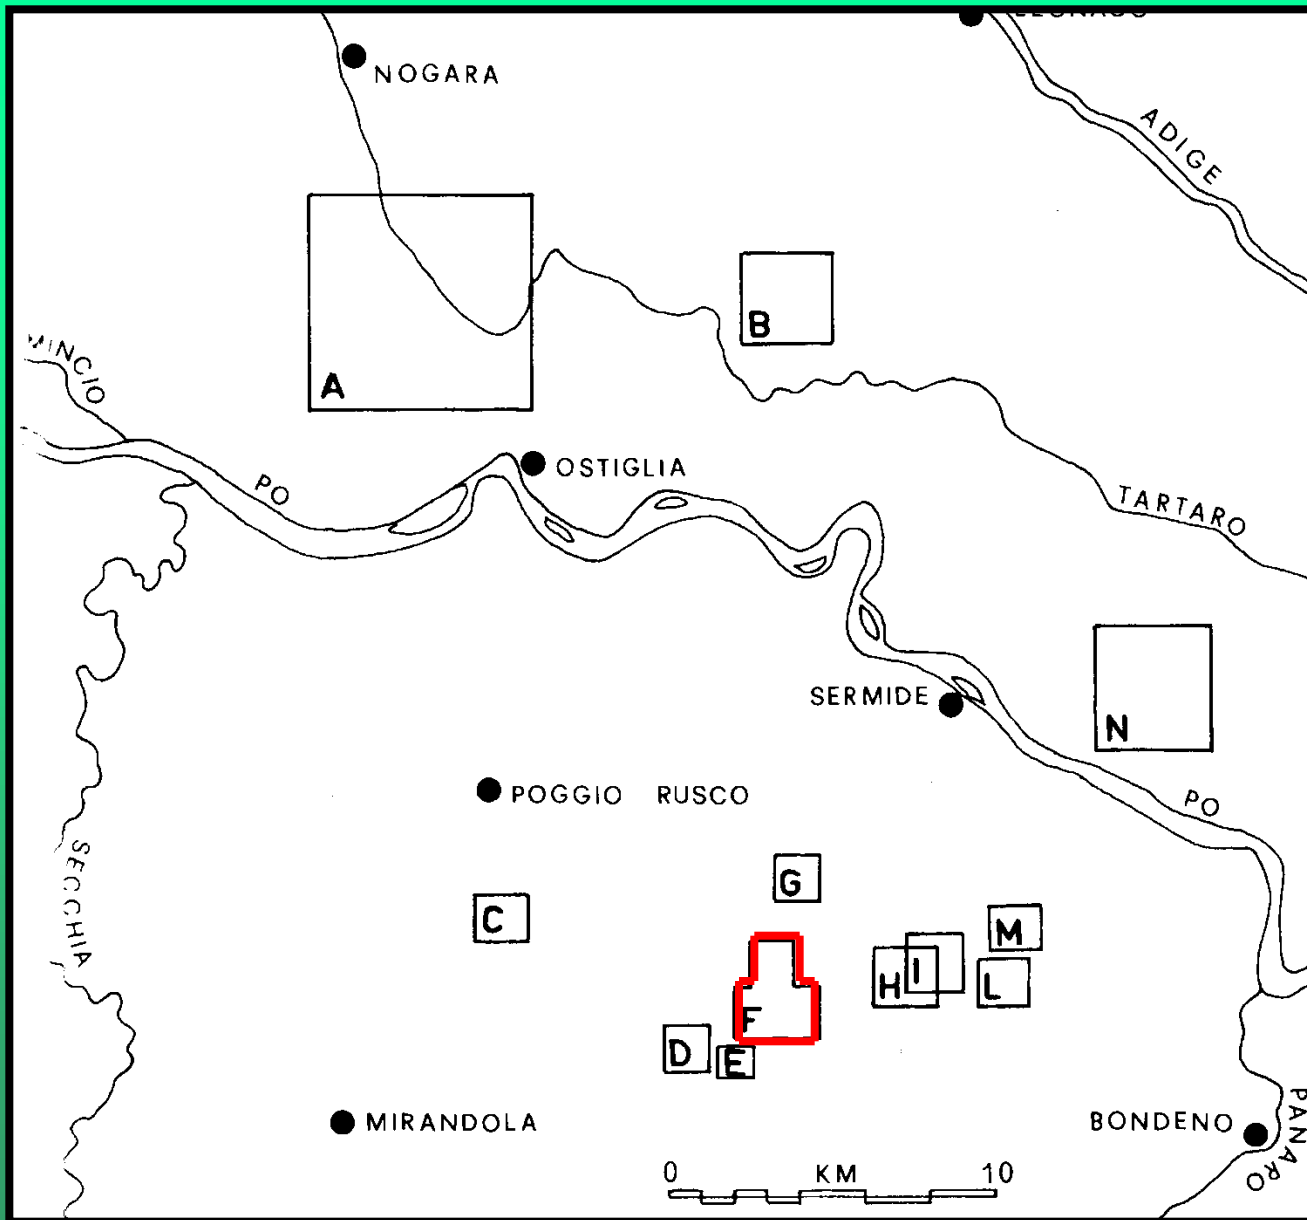 NOGARA
ADIGE
B
A
MINCIO
PO
OSTIGLIA
TARTARO
SERMIDE
N
PO
POGGIO RUSCO
SECCHIA
G
C
M
H
I
L
F
D
E
MIRANDOLA
BONDENO
PANARO
0 KM 10